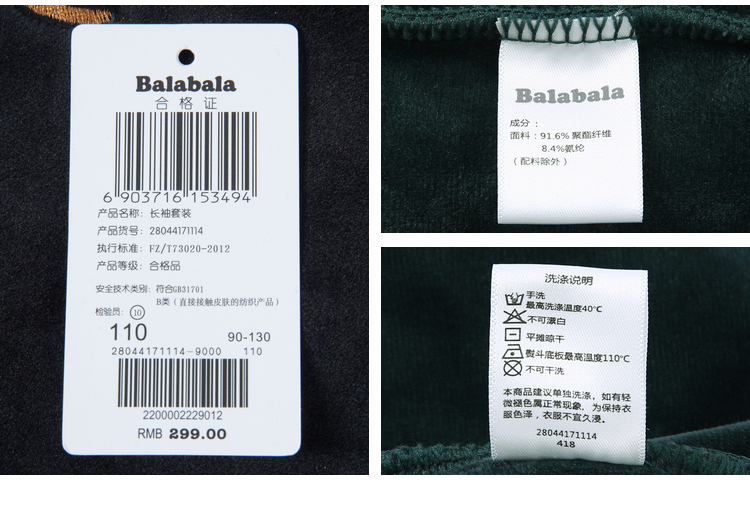 Balabala
合格证
6 903716 153494
产品名称：长袖套装
产品货号：28044171114
执行标准：FZ/T73020-2012
产品等级：合格品
安全技术类别：符合GB31701
B类（直接接触皮肤的纺织产品）
检验员：10
110 90-130
28044171114-9000 110
2200002229012
RMB 299.00
Balabala
成分：
面料：91.6% 聚酯纤维
8.4%氨纶
（配料除外）
洗涤说明
手洗
最高洗涤温度40℃
不可漂白
平摊晾干
熨斗底板最高温度110℃
不可干洗
本商品建议单独洗涤，如有轻
微褪色属正常现象，为保持衣
服色泽，衣服不宜久浸。
28044171114
418